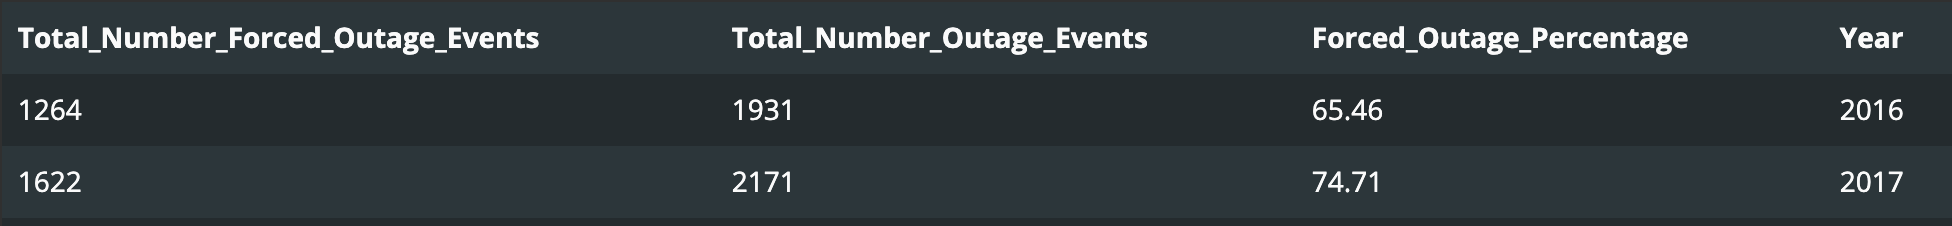 Total_Number_Forced_Outage_Events Total_Number_Outage_Events Forced_Outage_Percentage Year
1264 1931 65.46 2016
1622 2171 74.71 2017